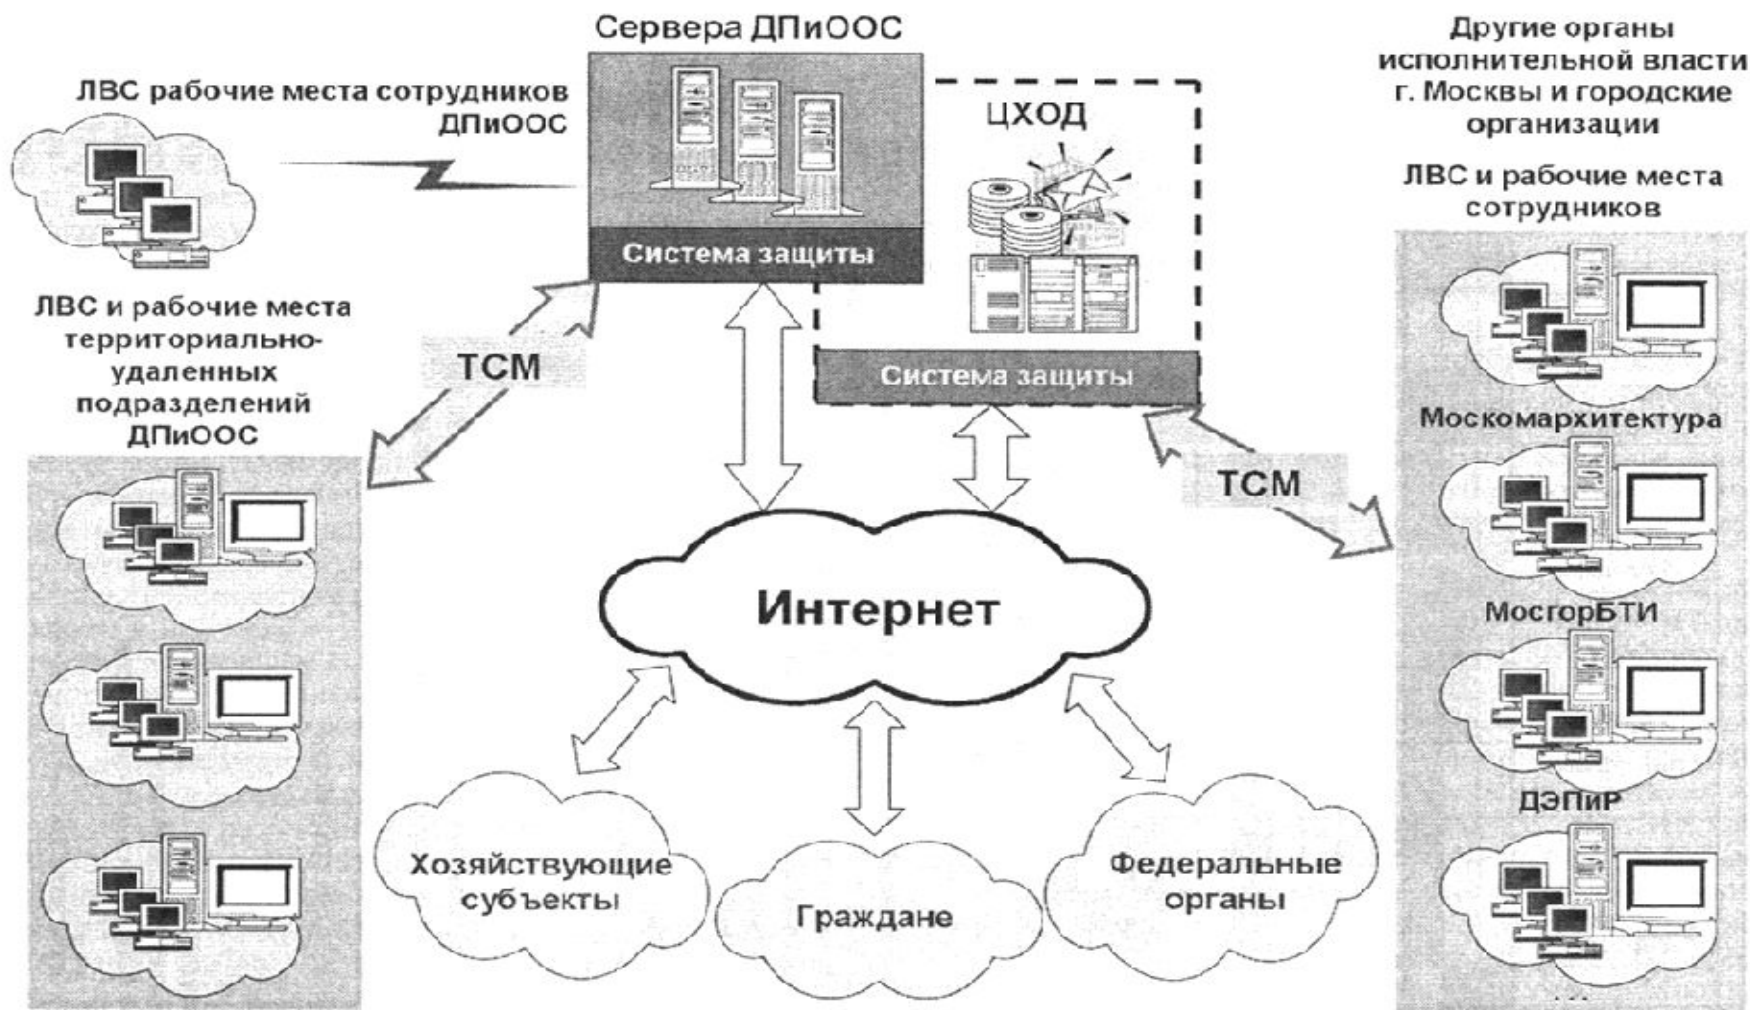 Сервера ДПиООС
ЛВС рабочие места сотрудников
ДПиООС
Система защиты
ЦХОД
Система защиты
Другие органы
исполнительной власти
г. Москвы и городские
организации
ЛВС и рабочие места
сотрудников
ЛВС и рабочие места
территориально-
удаленных
подразделений
ДПиООС
ТСМ
ТСМ
Москомархитектура
МосгорБТИ
ДЭПиР
...
Интернет
Хозяйствующие
субъекты
Граждане
Федеральные
органы